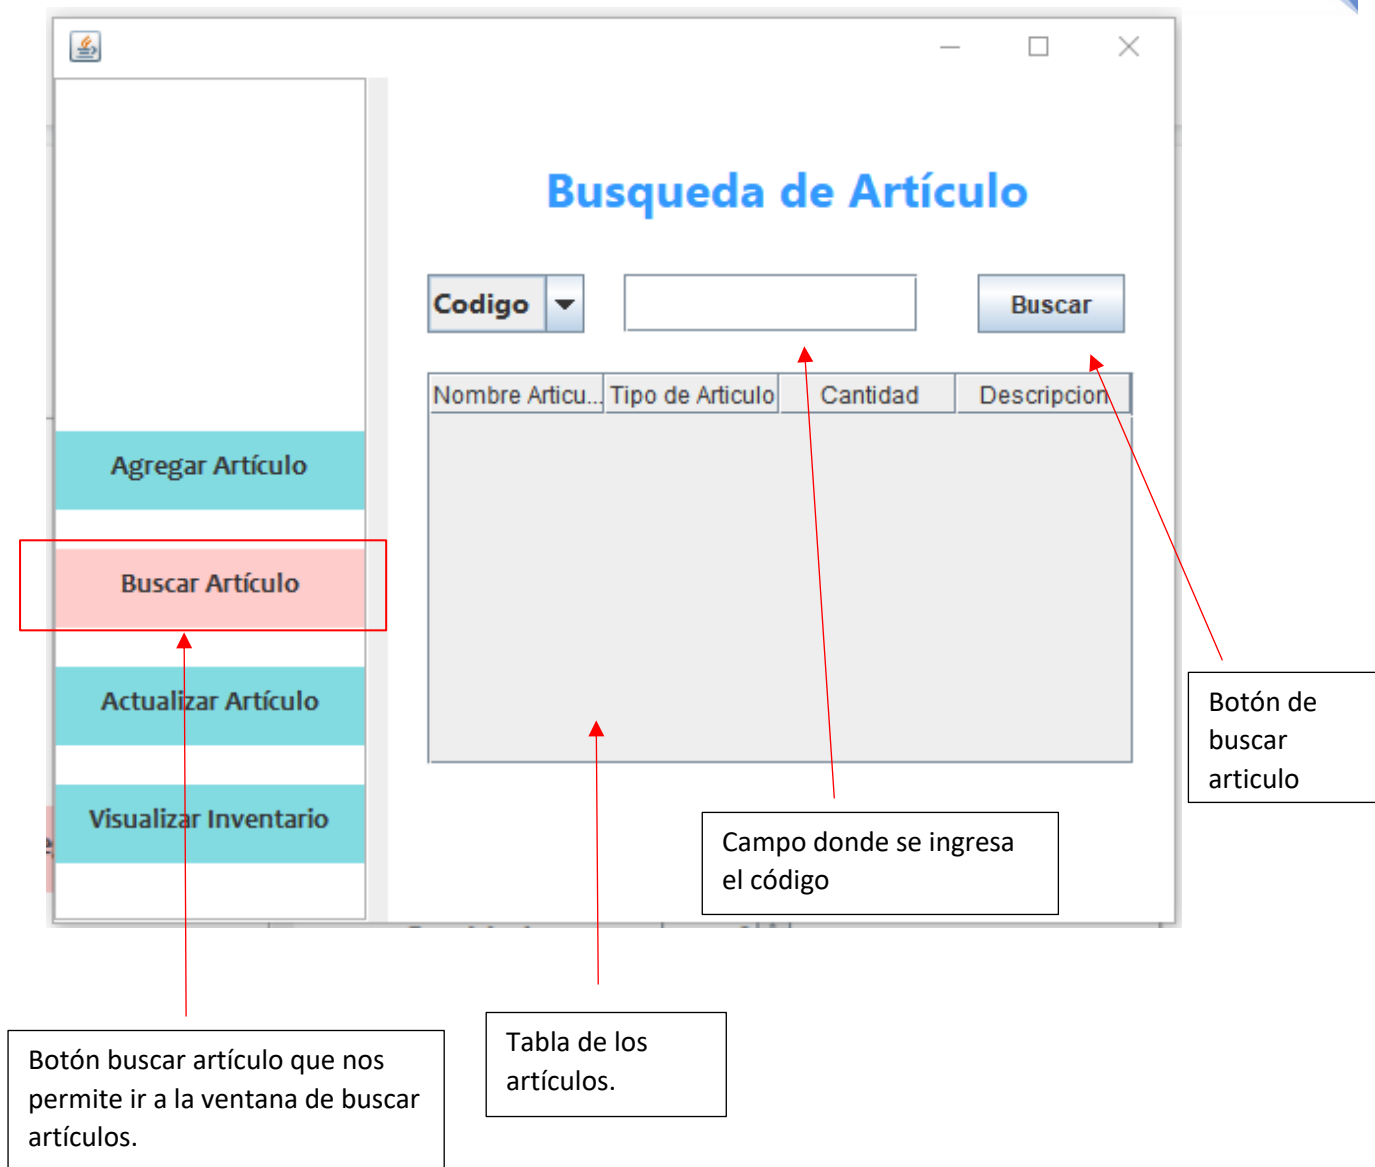 Busqueda de Artículo
Codigo
Buscar
Nombre Articu... Tipo de Articulo Cantidad Descripcion
Agregar Artículo
Buscar Artículo
Actualizar Artículo
Visualizar Inventario
Botón de
buscar
articulo
Campo donde se ingresa
el código
Tabla de los
artículos.
Botón buscar artículo que nos
permite ir a la ventana de buscar
artículos.